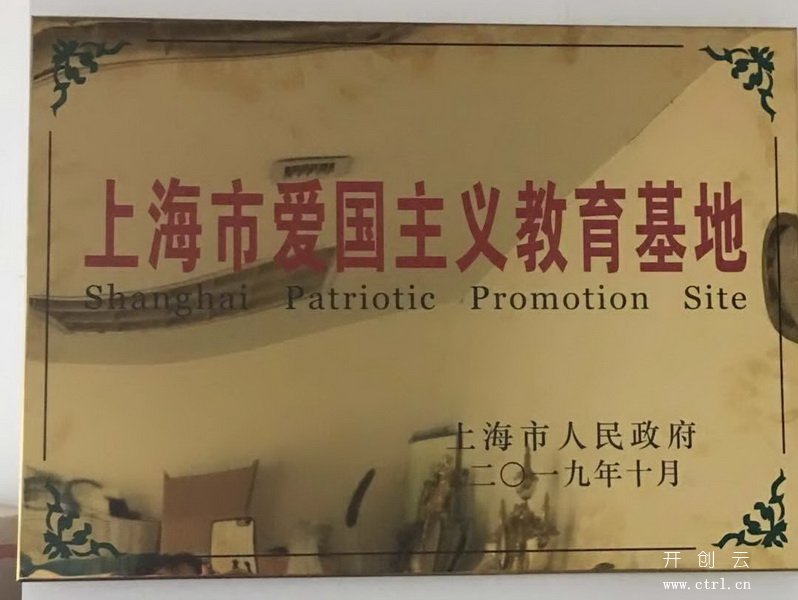 上海市爱国主义教育基地
Shanghai Patriotic Promotion Site
上海市人民政府
二〇一九年十月
开创云
www.ctrl.cn